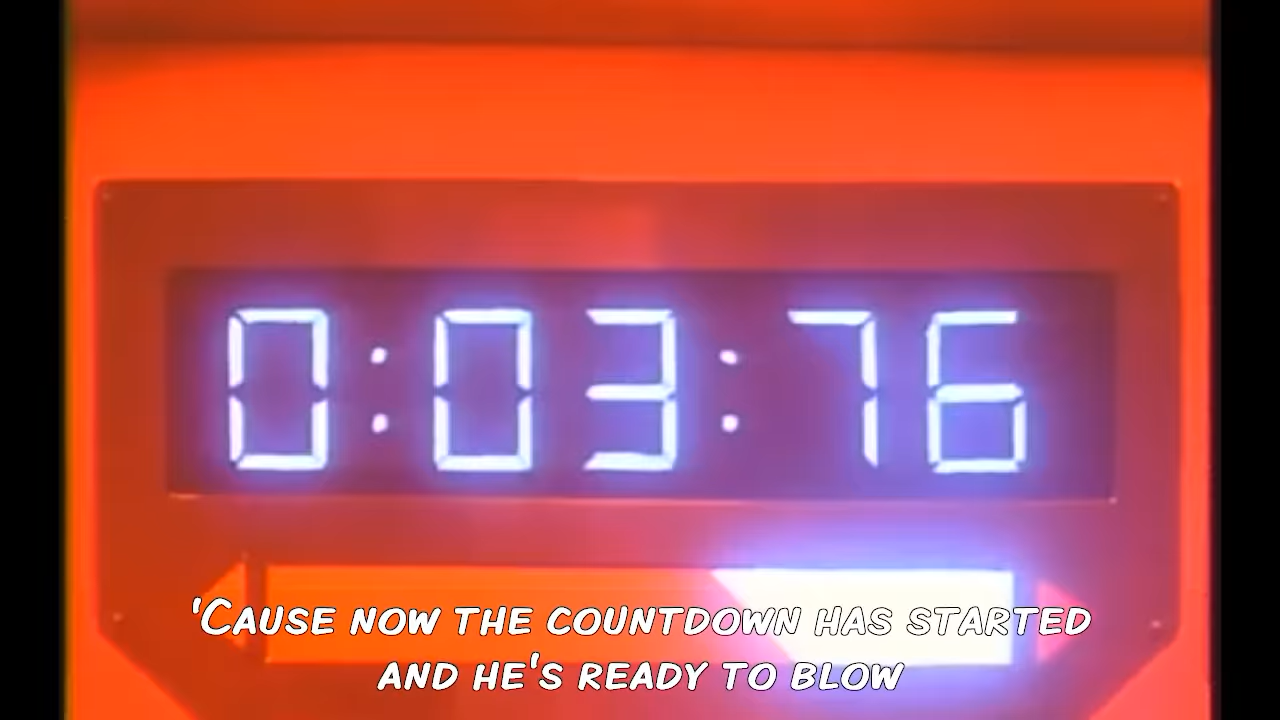 0:03:76
'CAUSE NOW THE COUNTDOWN HAS STARTED
AND HE'S READY TO BLOW